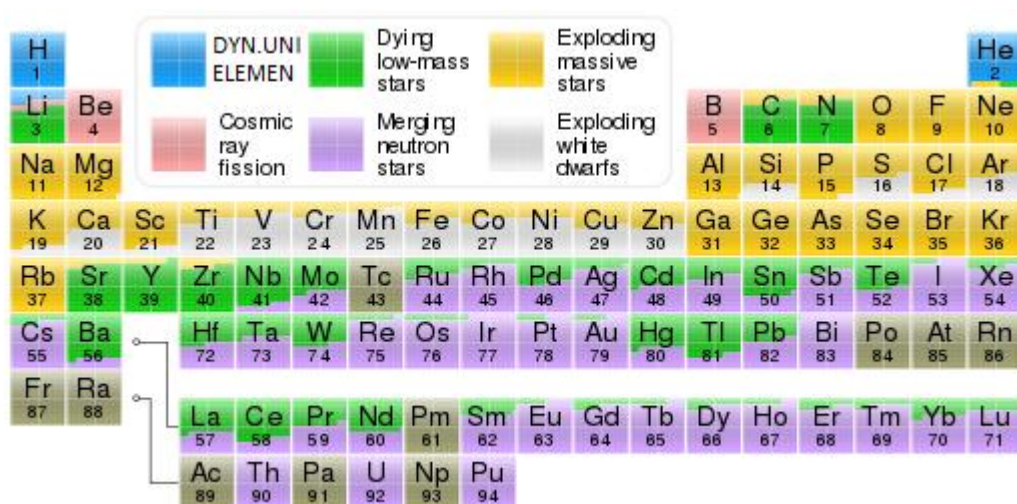 H DYN.UNI Dying Exploding He
1 ELEMEN low-mass massive 2
stars stars
Li Be B C N O F Ne
3 4 5 6 7 8 9 10
Cosmic Merging Exploding
ray neutron white
fission stars dwarfs
Na Mg Al Si P S Cl Ar
11 12 13 14 15 16 17 18
K Ca Sc Ti V Cr Mn Fe Co Ni Cu Zn Ga Ge As Se Br Kr
19 20 21 22 23 24 25 26 27 28 29 30 31 32 33 34 35 36
Rb Sr Y Zr Nb Mo Tc Ru Rh Pd Ag Cd In Sn Sb Te I Xe
37 38 39 40 41 42 43 44 45 46 47 48 49 50 51 52 53 54
Cs Ba Hf Ta W Re Os Ir Pt Au Hg Tl Pb Bi Po At Rn
55 56 72 73 74 75 76 77 78 79 80 81 82 83 84 85 86
Fr Ra
87 88
La Ce Pr Nd Pm Sm Eu Gd Tb Dy Ho Er Tm Yb Lu
57 58 59 60 61 62 63 64 65 66 67 68 69 70 71
Ac Th Pa U Np Pu
89 90 91 92 93 94